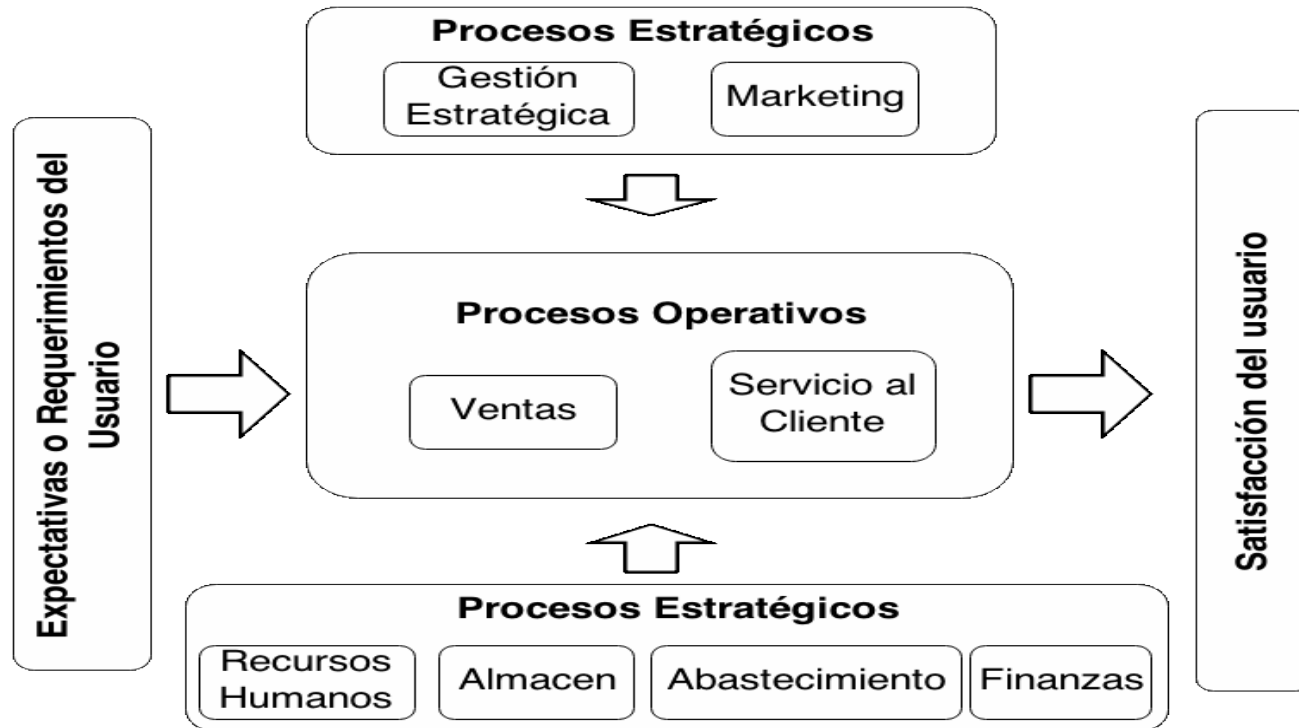 Procesos Estratégicos
Gestión
Estratégica
Marketing
Expectativas o Requerimientos del
Usuario
Procesos Operativos
Ventas
Servicio al
Cliente
Satisfacción del usuario
Procesos Estratégicos
Recursos
Humanos
Almacen
Abastecimiento
Finanzas